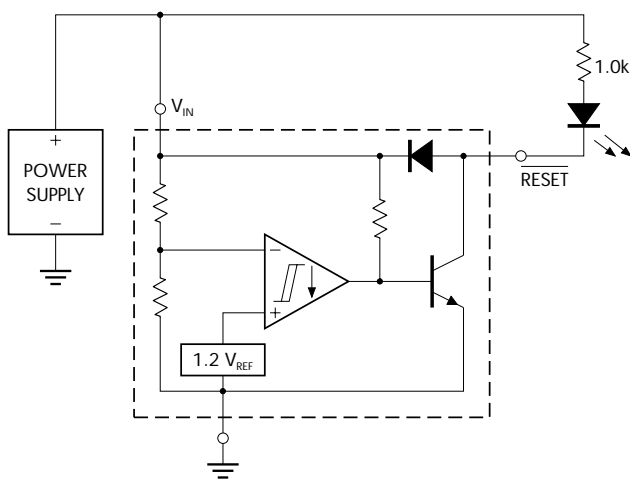 1.0k
V_IN
+
POWER
SUPPLY
−
RESET
−
+
1.2 V_REF